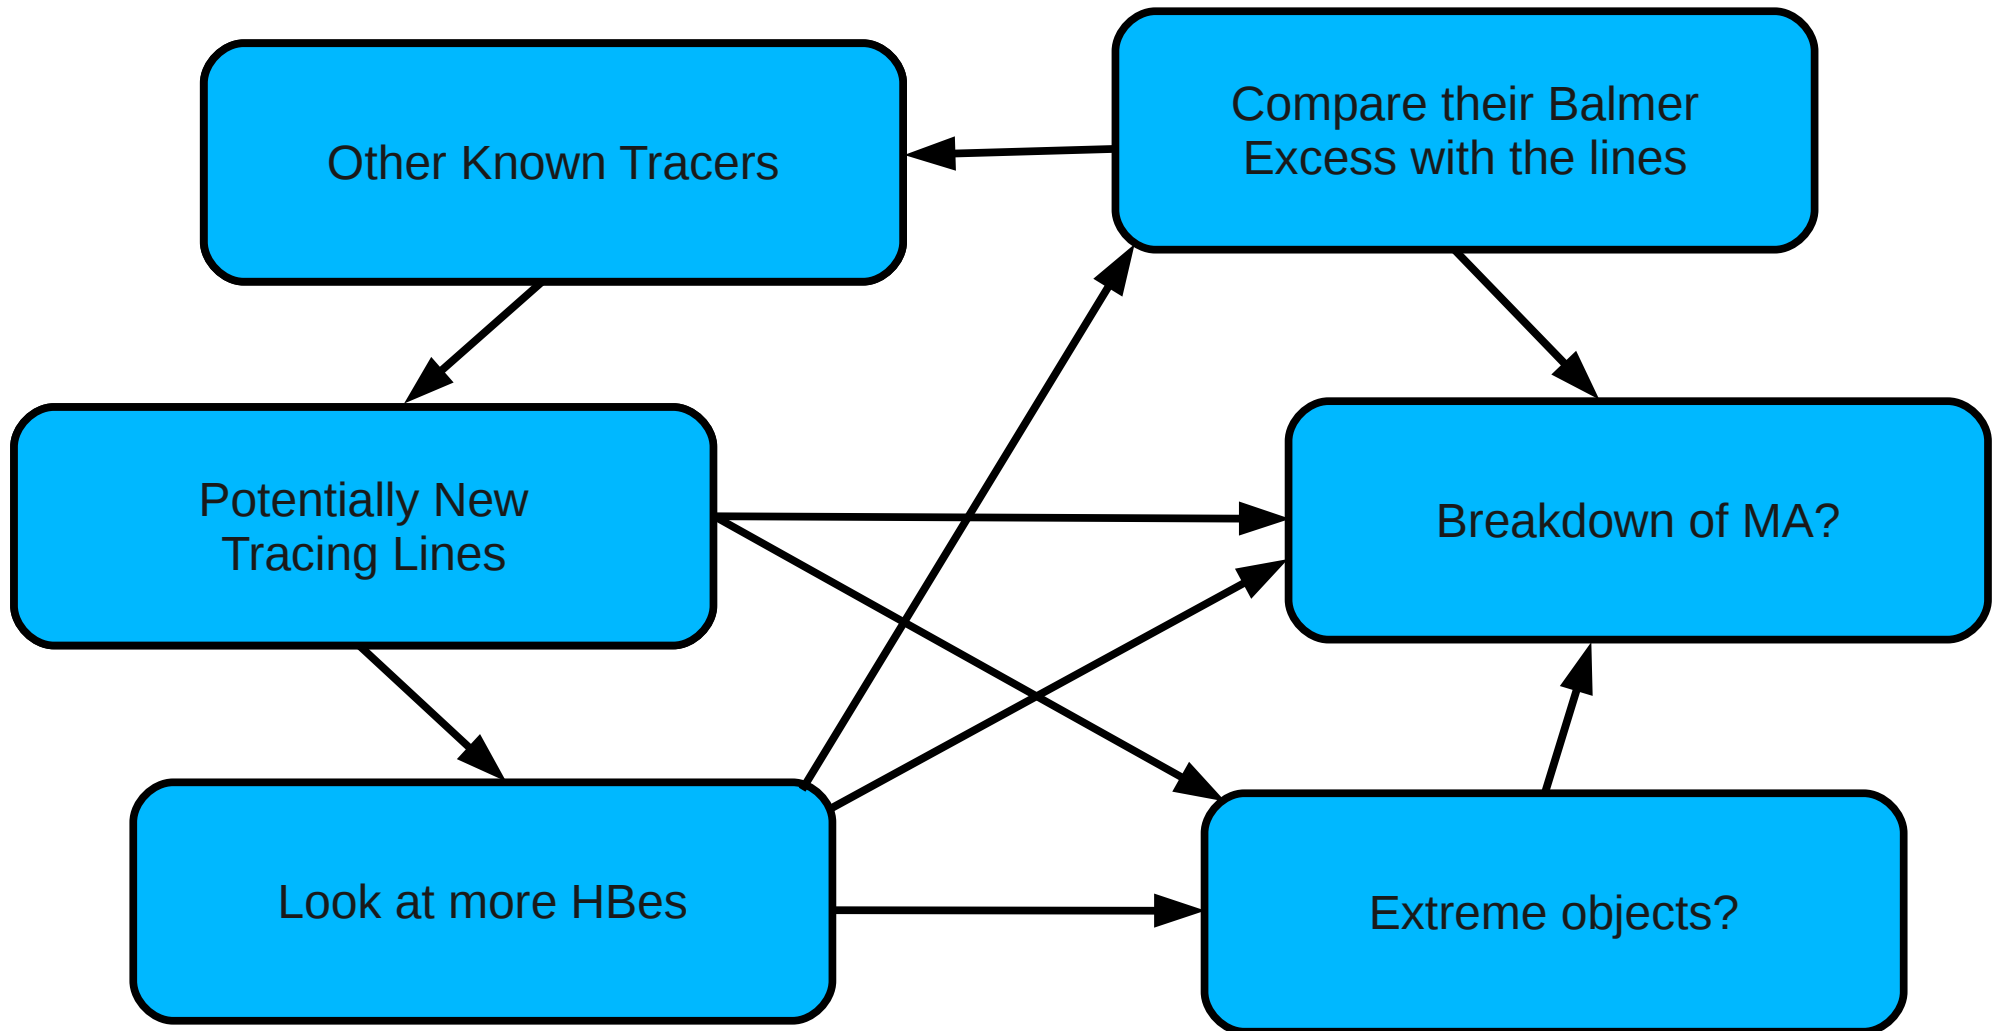 Other Known Tracers
Compare their Balmer
Excess with the lines
Potentially New
Tracing Lines
Breakdown of MA?
Look at more HBes
Extreme objects?